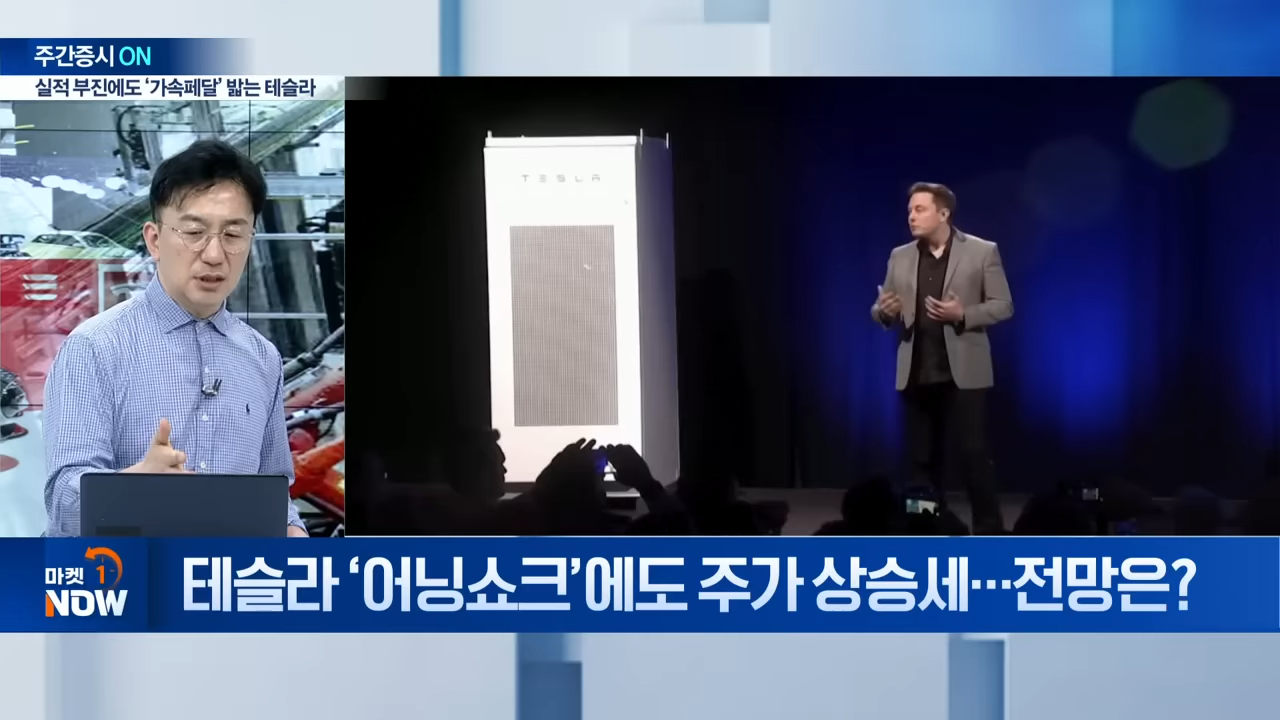 주간증시 ON
실적 부진에도 ‘가속페달’ 밟는 테슬라
TESLA
마켓 1
NOW
테슬라 ‘어닝쇼크’에도 주가 상승세…전망은?